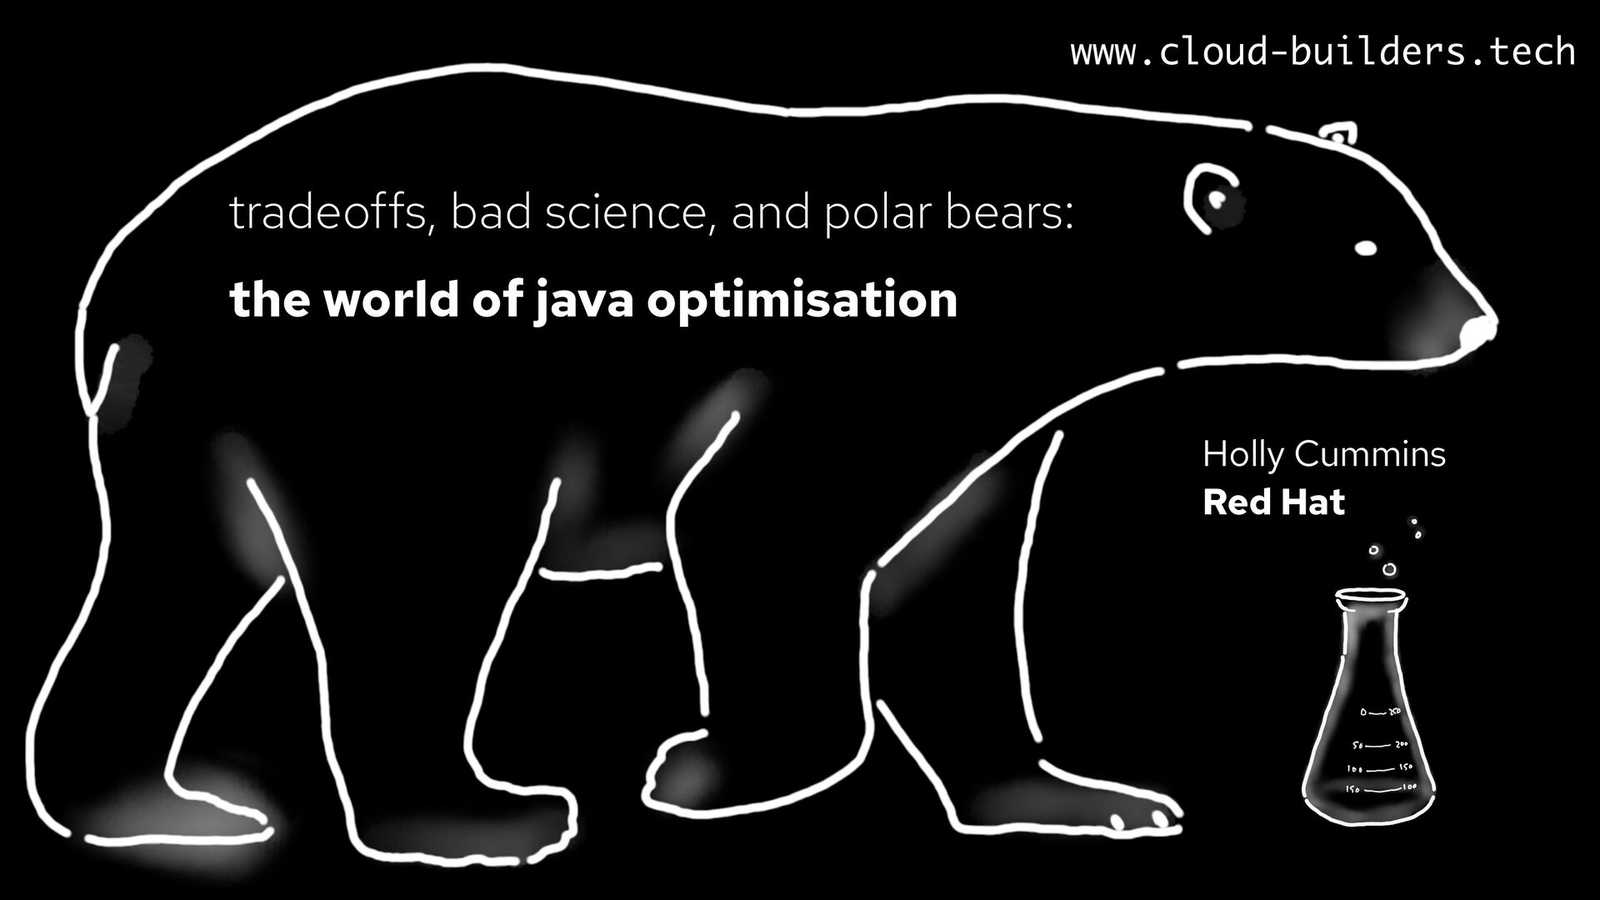 www.cloud-builders.tech
tradeoffs, bad science, and polar bears:
the world of java optimisation
Holly Cummins
Red Hat
0 250
50 200
100 150
150 100